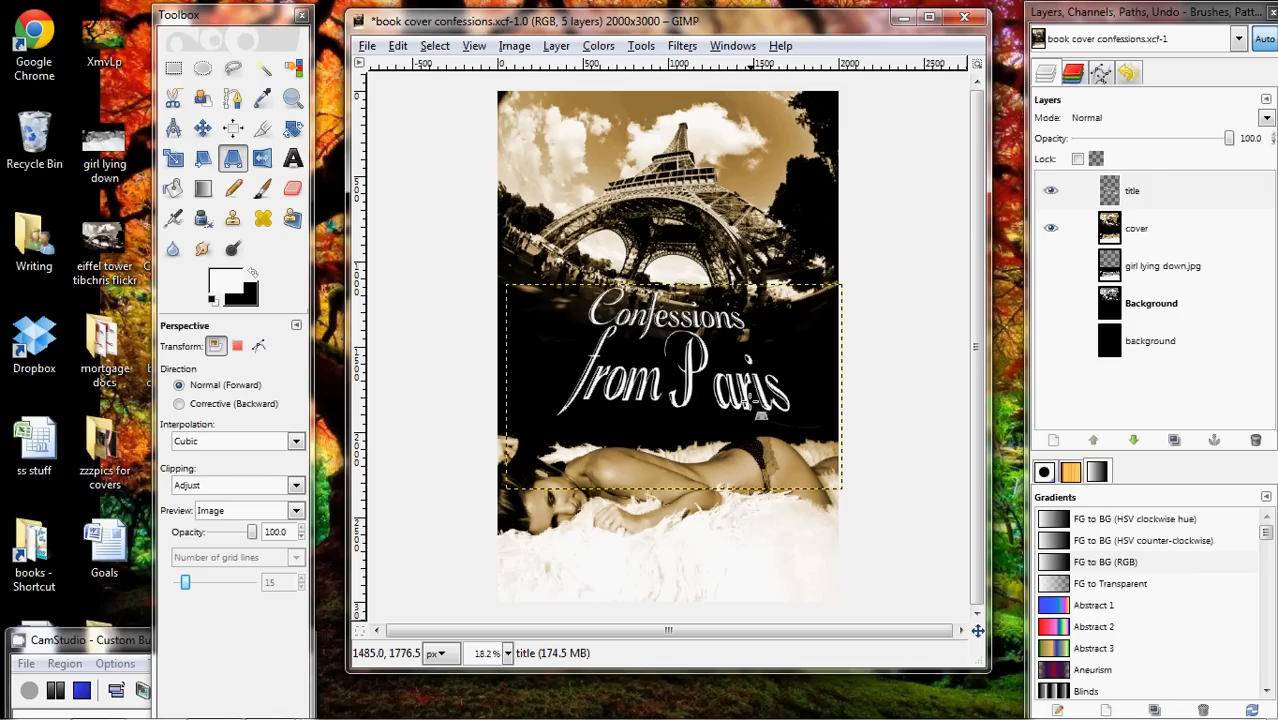 Google Chrome
XmvLp
Recycle Bin
girl lying down
Writing
eiffel tower tibchris flickr
Dropbox
mortgage docs
ss stuff
zzzpics for covers
books - Shortcut
Goals
CamStudio - Custom Bu
File Region Options
Toolbox
Perspective
Transform:
Direction
Normal (Forward)
Corrective (Backward)
Interpolation:
Cubic
Clipping:
Adjust
Preview: Image
Opacity: 100.0
Number of grid lines
15
*book cover confessions.xcf-1.0 (RGB, 5 layers) 2000x3000 – GIMP
File Edit Select View Image Layer Colors Tools Filters Windows Help
-500 0 500 1000 1500 2000 2500
Confessions
from Paris
1485.0, 1776.5 px 18.2% title (174.5 MB)
Layers, Channels, Paths, Undo - Brushes, Patt...
book cover confessions.xcf-1 Auto
Layers
Mode: Normal
Opacity: 100.0
Lock:
title
cover
girl lying down.jpg
Background
background
Gradients
FG to BG (HSV clockwise hue)
FG to BG (HSV counter-clockwise)
FG to BG (RGB)
FG to Transparent
Abstract 1
Abstract 2
Abstract 3
Aneurism
Blinds